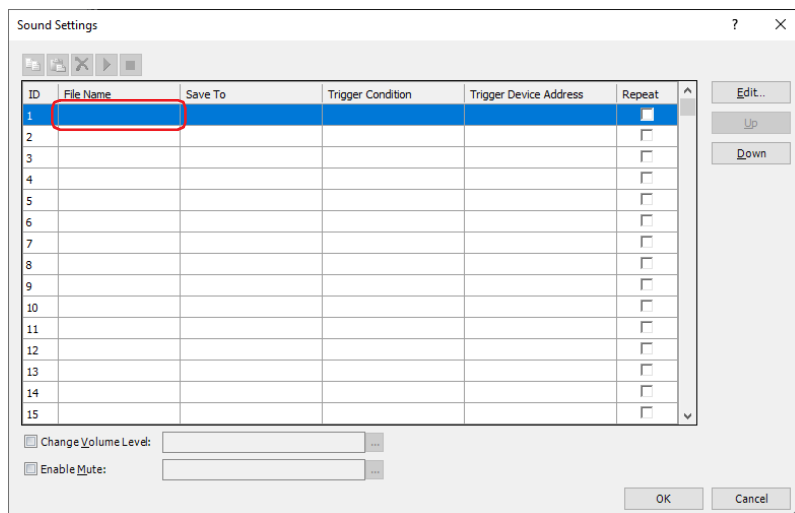 Sound Settings
?
ID File Name Save To Trigger Condition Trigger Device Address Repeat
Edit...
1
Up
2
3
Down
4
5
6
7
8
9
10
11
12
13
14
15
Change Volume Level: ...
Enable Mute: ...
OK Cancel